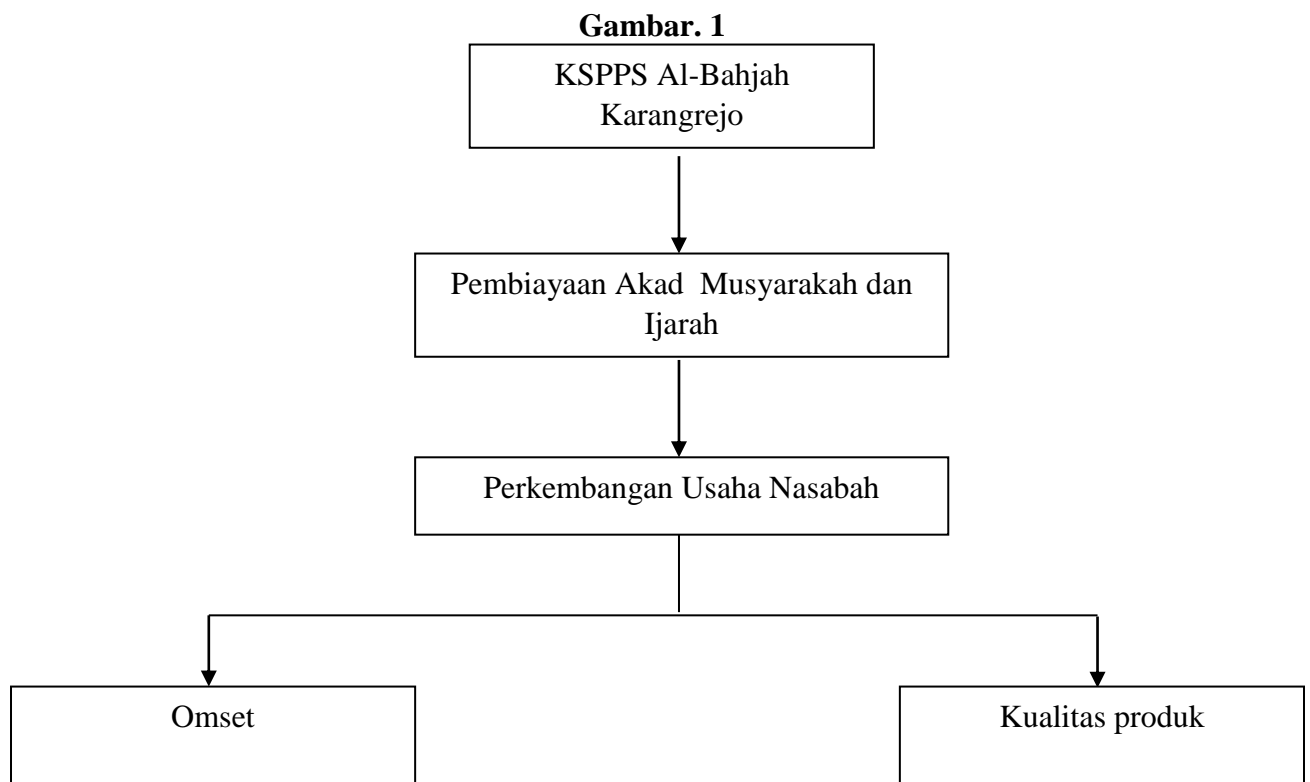 Gambar. 1
KSPPS Al-Bahjah
Karangrejo
Pembiayaan Akad Musyarakah dan
Ijarah
Perkembangan Usaha Nasabah
Omset
Kualitas produk